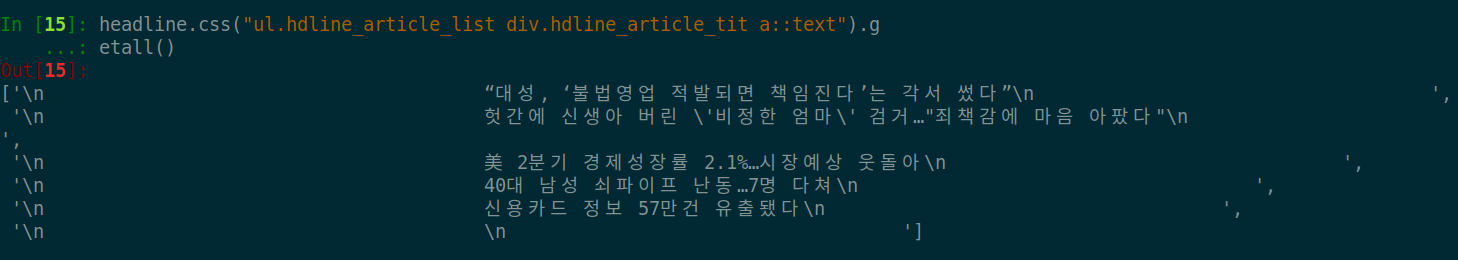 In [15]: headline.css("ul.hdline_article_list div.hdline_article_tit a::text").g
...: etall()
Out[15]:
['\n “대성, ‘불법영업 적발되면 책임진다’는 각서 썼다”\n ',
'\n 헛간에 신생아 버린 \'비정한 엄마\' 검거…"죄책감에 마음 아팠다"\n
',
'\n 美 2분기 경제성장률 2.1%…시장예상 웃돌아\n ',
'\n 40대 남성 쇠파이프 난동…7명 다쳐\n ',
'\n 신용카드 정보 57만건 유출됐다\n ',
'\n \n ']